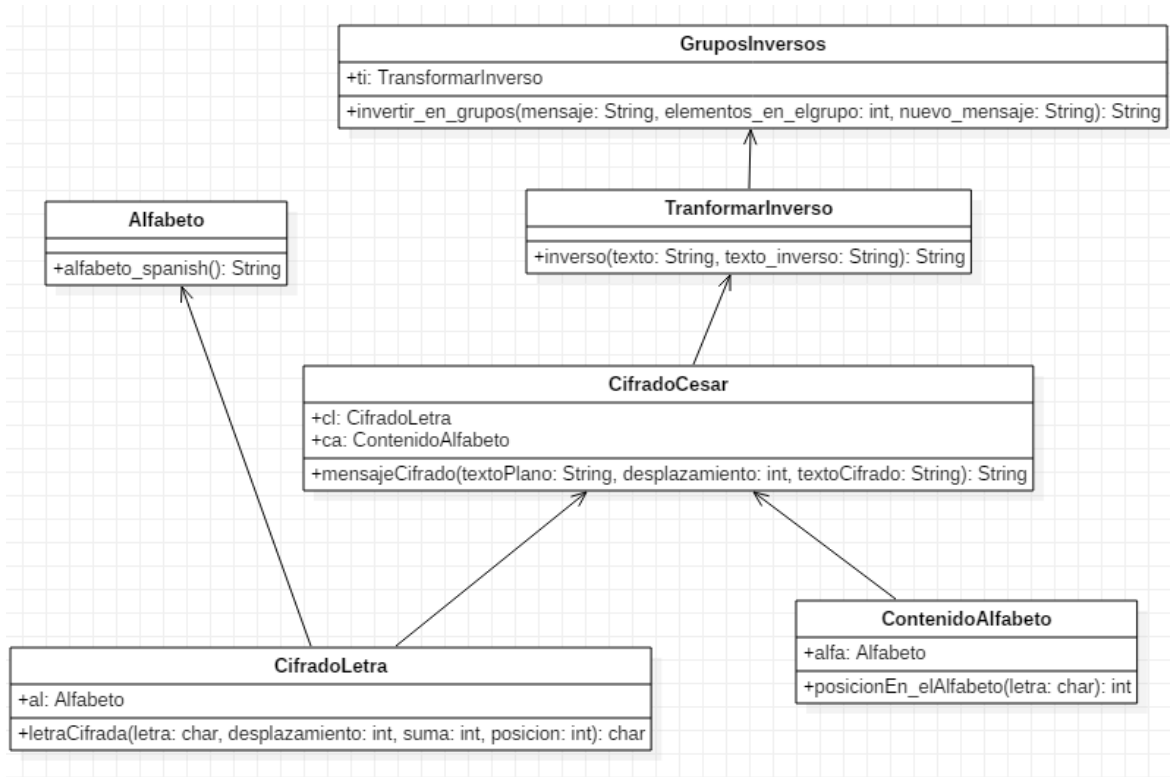 GruposInversos
+ti: TransformarInverso
+invertir_en_grupos(mensaje: String, elementos_en_elgrupo: int, nuevo_mensaje: String): String
Alfabeto
+alfabeto_spanish(): String
TranformarInverso
+inverso(texto: String, texto_inverso: String): String
CifradoCesar
+cl: CifradoLetra
+ca: ContenidoAlfabeto
+mensajeCifrado(textoPlano: String, desplazamiento: int, textoCifrado: String): String
ContenidoAlfabeto
+alfa: Alfabeto
+posicionEn_elAlfabeto(letra: char): int
CifradoLetra
+al: Alfabeto
+letraCifrada(letra: char, desplazamiento: int, suma: int, posicion: int): char